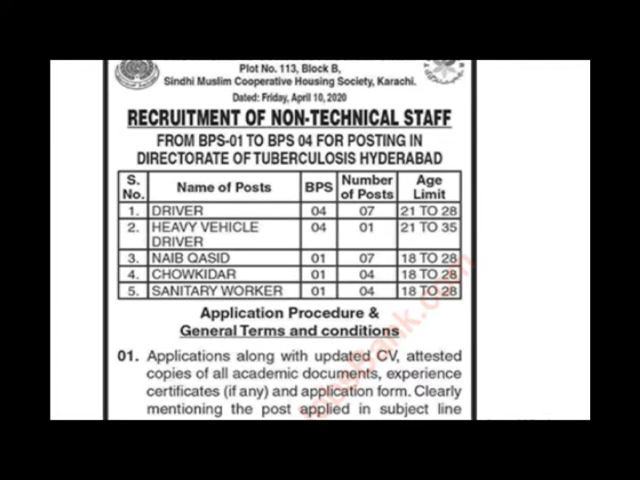 Plot No. 113, Block B,
Sindhi Muslim Cooperative Housing Society, Karachi.
Dated: Friday, April 10, 2020
RECRUITMENT OF NON-TECHNICAL STAFF
FROM BPS-01 TO BPS 04 FOR POSTING IN
DIRECTORATE OF TUBERCULOSIS HYDERABAD
S. No. Name of Posts BPS Number of Posts Age Limit
1. DRIVER 04 07 21 TO 28
2. HEAVY VEHICLE DRIVER 04 01 21 TO 35
3. NAIB QASID 01 07 18 TO 28
4. CHOWKIDAR 01 04 18 TO 28
5. SANITARY WORKER 01 04 18 TO 28
Application Procedure &
General Terms and conditions
01. Applications along with updated CV, attested
copies of all academic documents, experience
certificates (if any) and application form. Clearly
mentioning the post applied in subject line